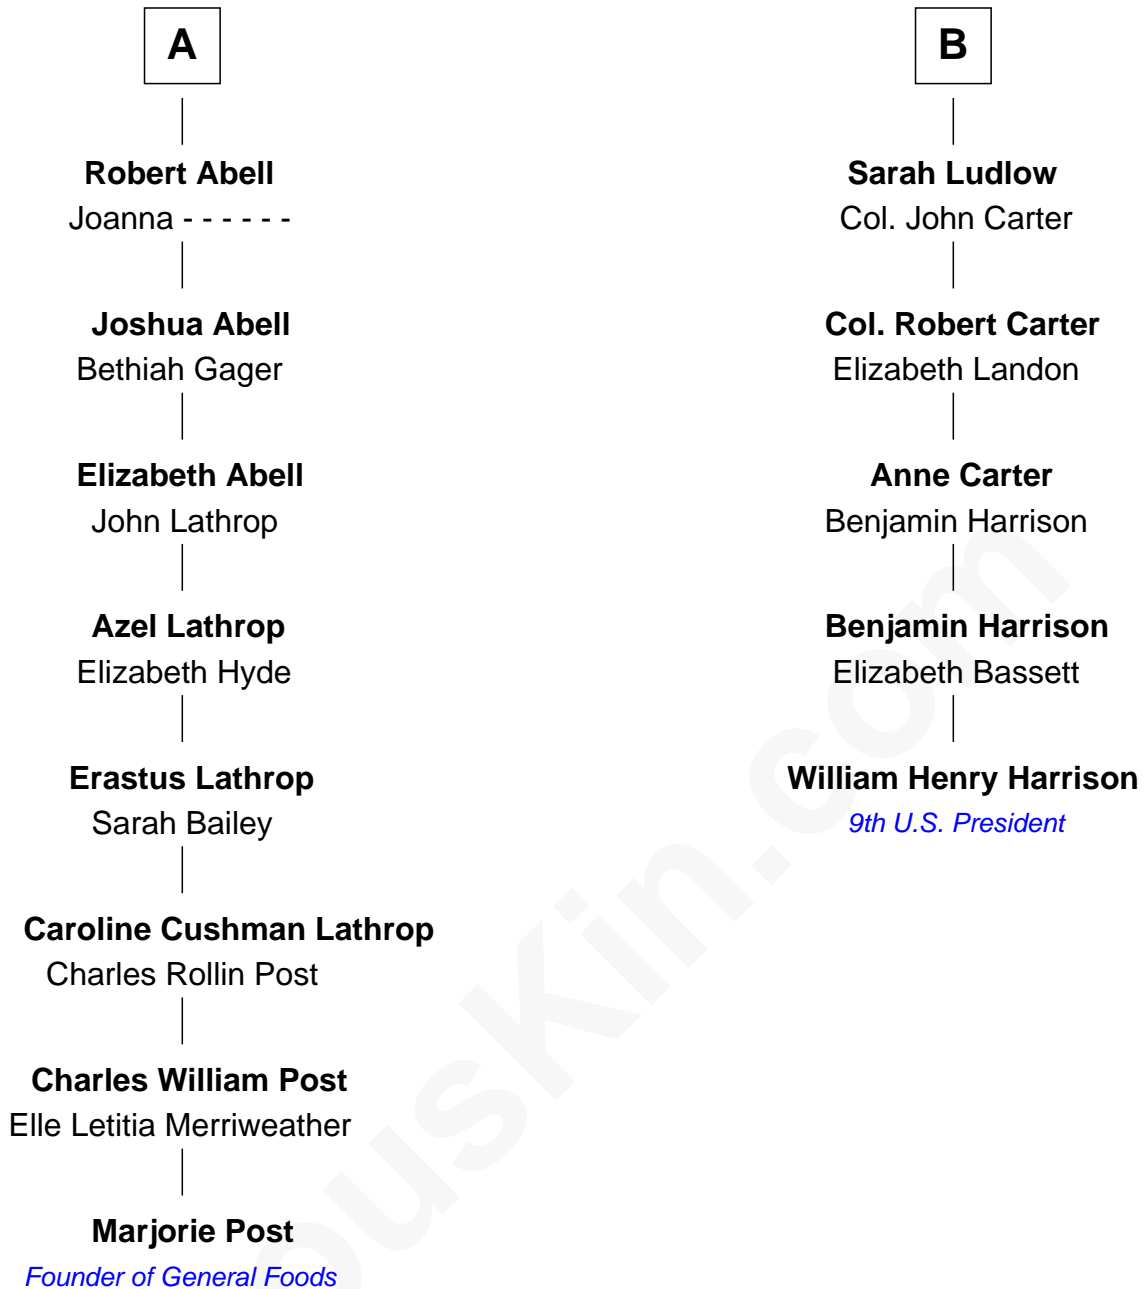 A
Robert Abell
Joanna - - - - - -
Joshua Abell
Bethiah Gager
Elizabeth Abell
John Lathrop
Azel Lathrop
Elizabeth Hyde
Erastus Lathrop
Sarah Bailey
Caroline Cushman Lathrop
Charles Rollin Post
Charles William Post
Elle Letitia Merriweather
Marjorie Post
Founder of General Foods
B
Sarah Ludlow
Col. John Carter
Col. Robert Carter
Elizabeth Landon
Anne Carter
Benjamin Harrison
Benjamin Harrison
Elizabeth Bassett
William Henry Harrison
9th U.S. President
ousKin.com